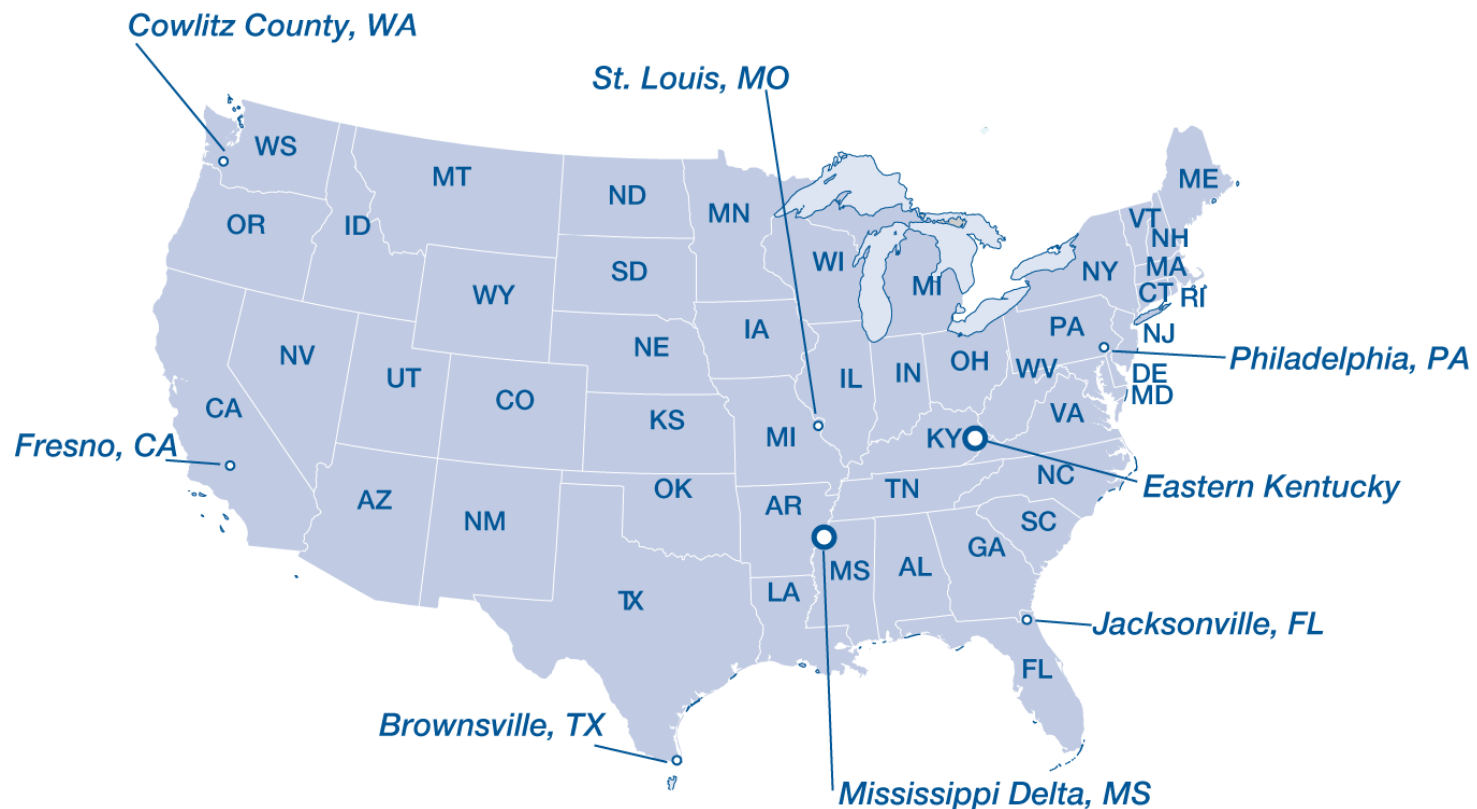 Cowlitz County, WA
St. Louis, MO
WS
MT
ND
MN
ME
OR
ID
VT
NH
WI
MI
NY
MA
SD
WY
CT
RI
IA
PA
NJ
NV
NE
OH
Philadelphia, PA
UT
IL
IN
WV
DE
MD
CO
CA
KS
VA
MI
KY
Fresno, CA
AZ
OK
TN
NC
Eastern Kentucky
NM
AR
SC
GA
MS
AL
TX
LA
Jacksonville, FL
FL
Brownsville, TX
Mississippi Delta, MS